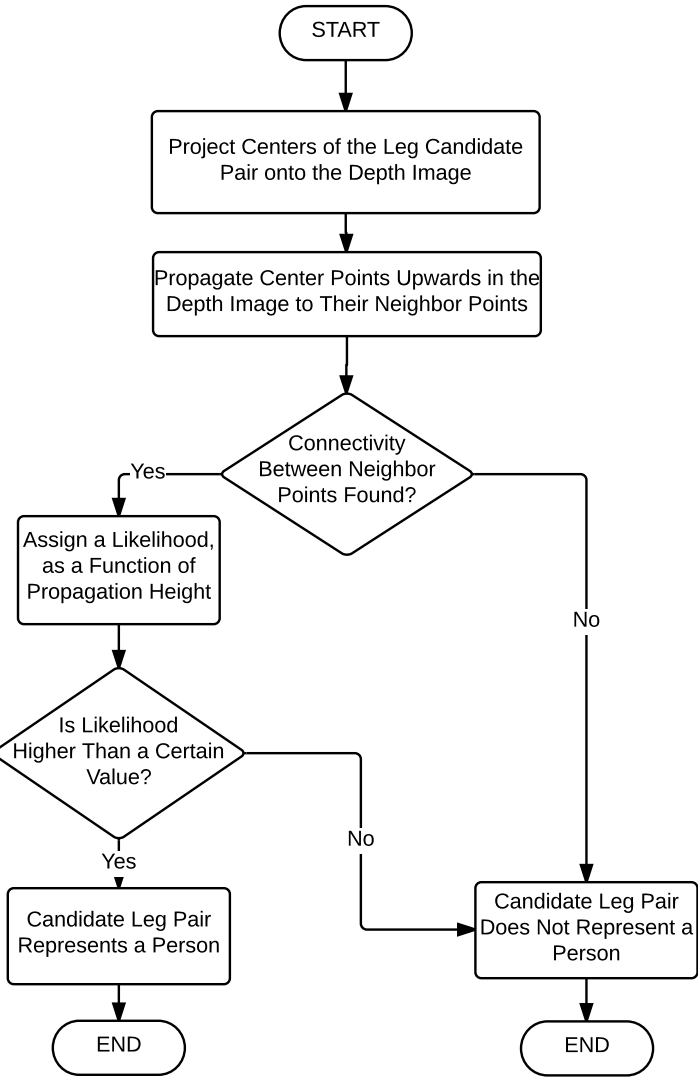 START
Project Centers of the Leg Candidate
Pair onto the Depth Image
Propagate Center Points Upwards in the
Depth Image to Their Neighbor Points
Connectivity
Between Neighbor
Points Found?
Yes
Assign a Likelihood,
as a Function of
Propagation Height
No
Is Likelihood
Higher Than a Certain
Value?
No
Yes
Candidate Leg Pair
Represents a Person
Candidate Leg Pair
Does Not Represent a
Person
END
END